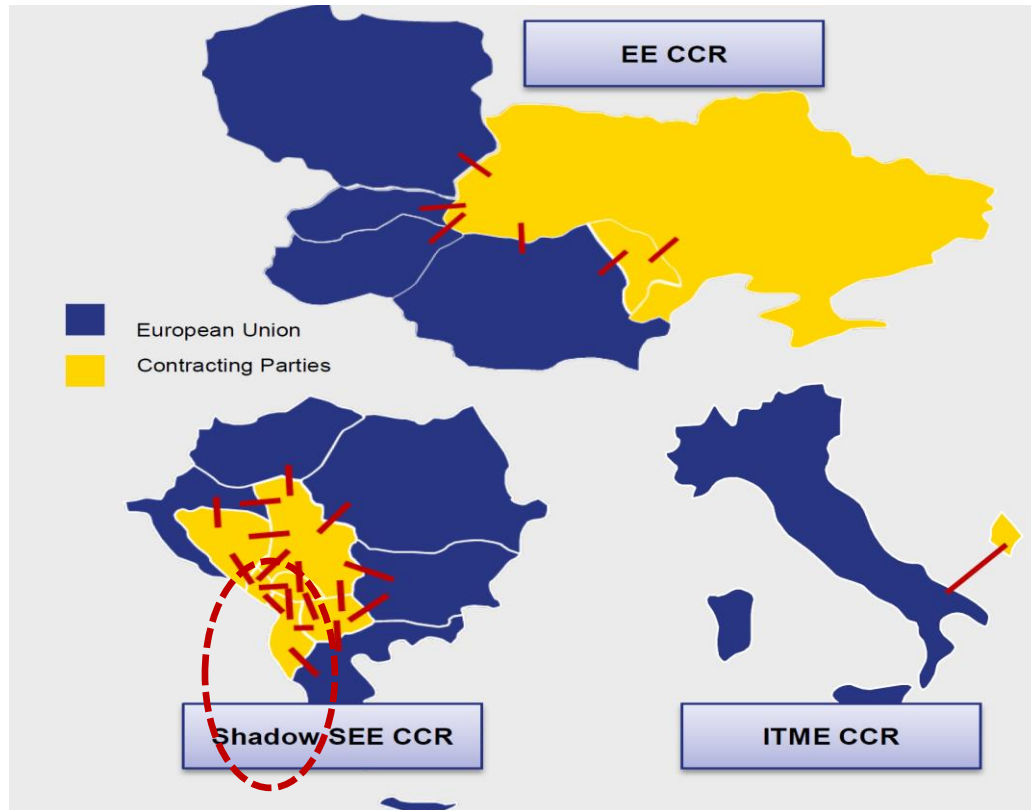 EE CCR
European Union
Contracting Parties
Shadow SEE CCR
ITME CCR